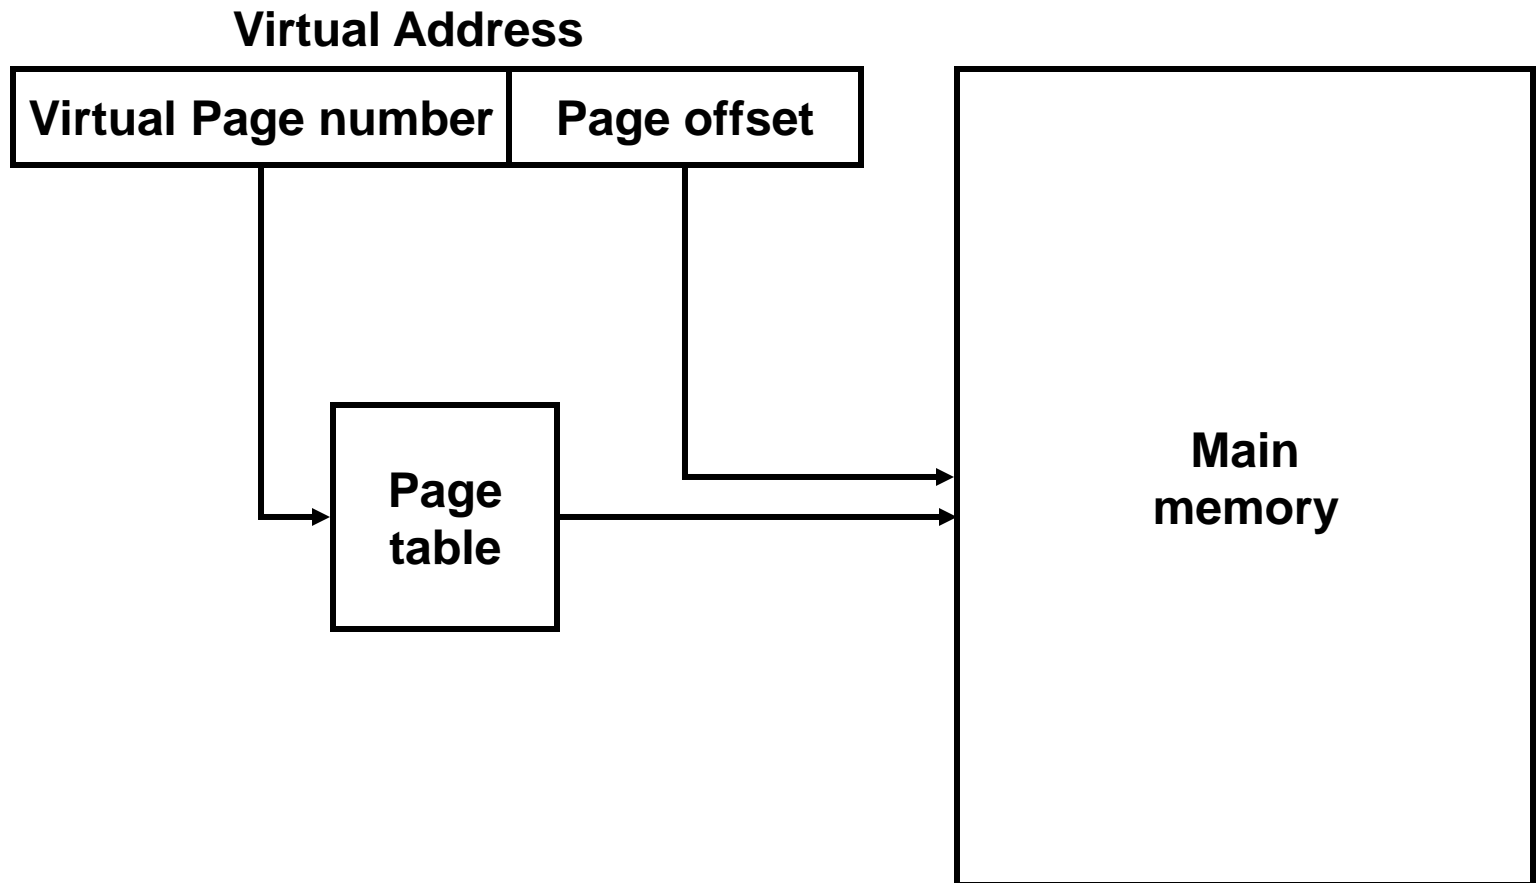 Virtual Address
Virtual Page number
Page offset
Page
table
Main
memory